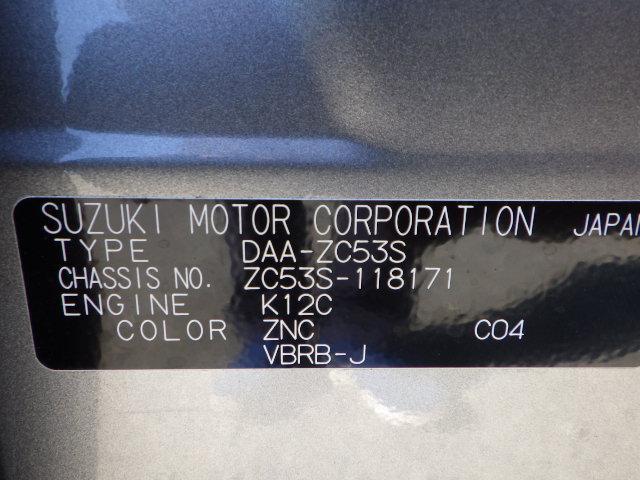 SUZUKI MOTOR CORPORATION JAPAN
TYPE DAA-ZC53S
CHASSIS NO. ZC53S-118171
ENGINE K12C
COLOR ZNC C04
VBRB-J